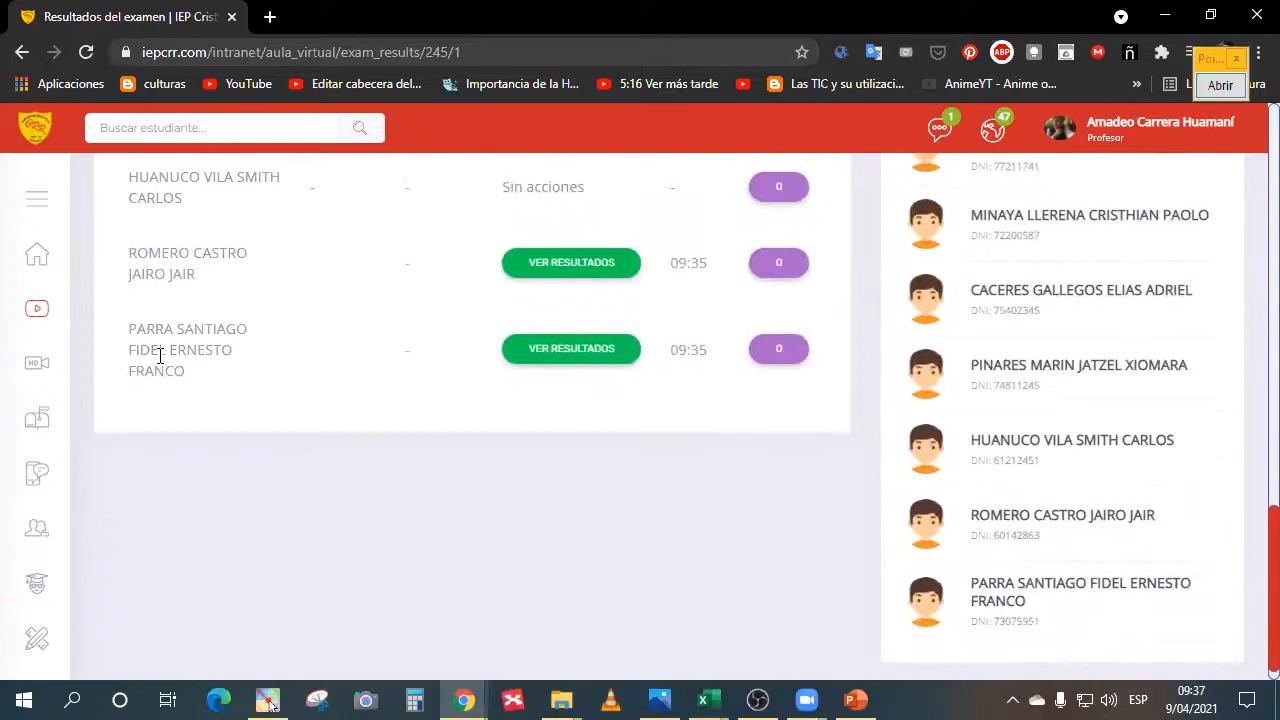 Resultados del examen | IEP Crist
iepcrr.com/intranet/aula_virtual/exam_results/245/1
ABP
ñ
Poi...
Abrir
Aplicaciones
culturas
YouTube
Editar cabecera de...
Importancia de la H...
5:16 Ver más tarde
Las TIC y su utilizaci...
AnimeYT - Anime o...
»
Buscar estudiante...
1
47
Amadeo Carrera Huamaní
Profesor
HUANUCO VILA SMITH
CARLOS
- - Sin acciones - 0
ROMERO CASTRO
JAIRO JAIR
- VER RESULTADOS 09:35 0
PARRA SANTIAGO
FIDEL ERNESTO
FRANCO
- VER RESULTADOS 09:35 0
DNI: 77211741
MINAYA LLERENA CRISTHIAN PAOLO
DNI: 72200587
CACERES GALLEGOS ELIAS ADRIEL
DNI: 75402345
PINARES MARIN JATZEL XIOMARA
DNI: 74811245
HUANUCO VILA SMITH CARLOS
DNI: 61212451
ROMERO CASTRO JAIRO JAIR
DNI: 60142863
PARRA SANTIAGO FIDEL ERNESTO
FRANCO
DNI: 73075951
HD
ESP
09:37
9/04/2021